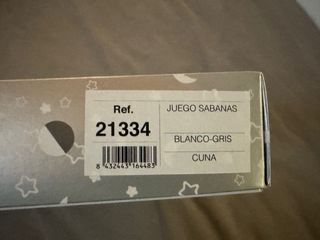 Ref.
21334
8 432443 164483
JUEGO SABANAS
BLANCO-GRIS
CUNA